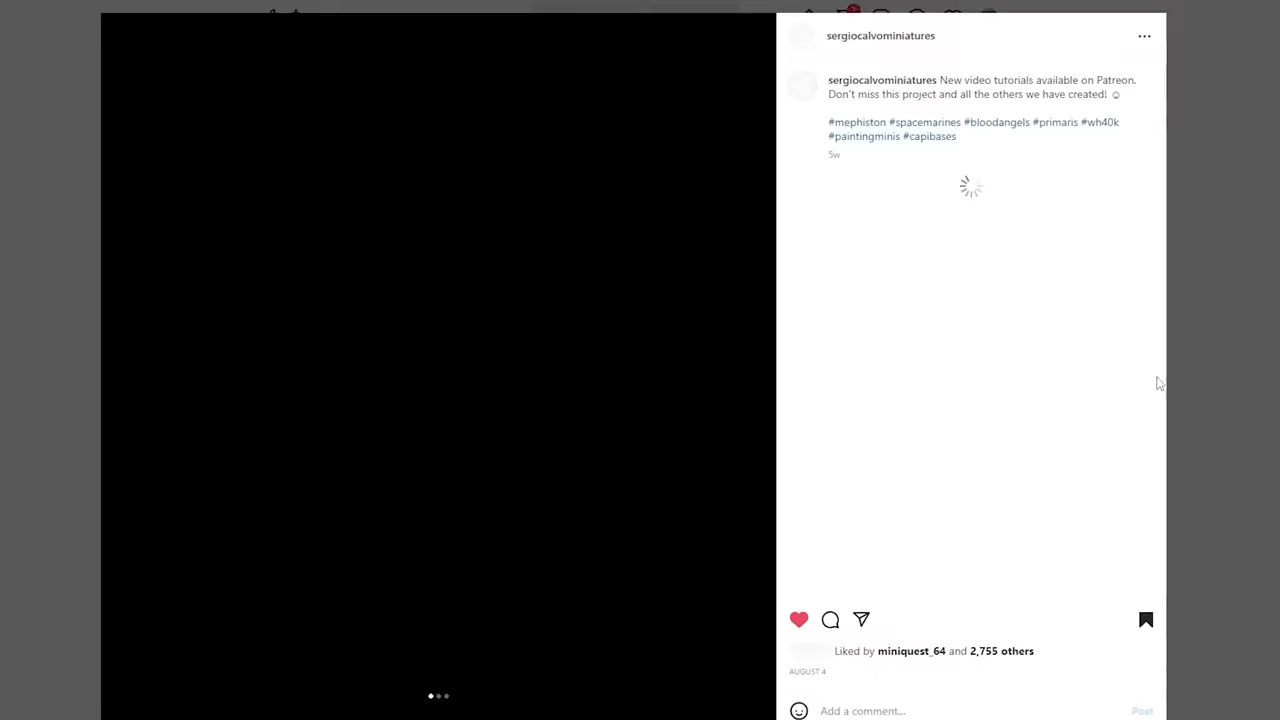 sergiocalvominiatures
sergiocalvominiatures New video tutorials available on Patreon.
Don't miss this project and all the others we have created! ☺
#mephiston #spacemarines #bloodangels #primaris #wh40k
#paintingminis #capibases
5w
Liked by miniquest_64 and 2,755 others
AUGUST 4
Add a comment...
Post